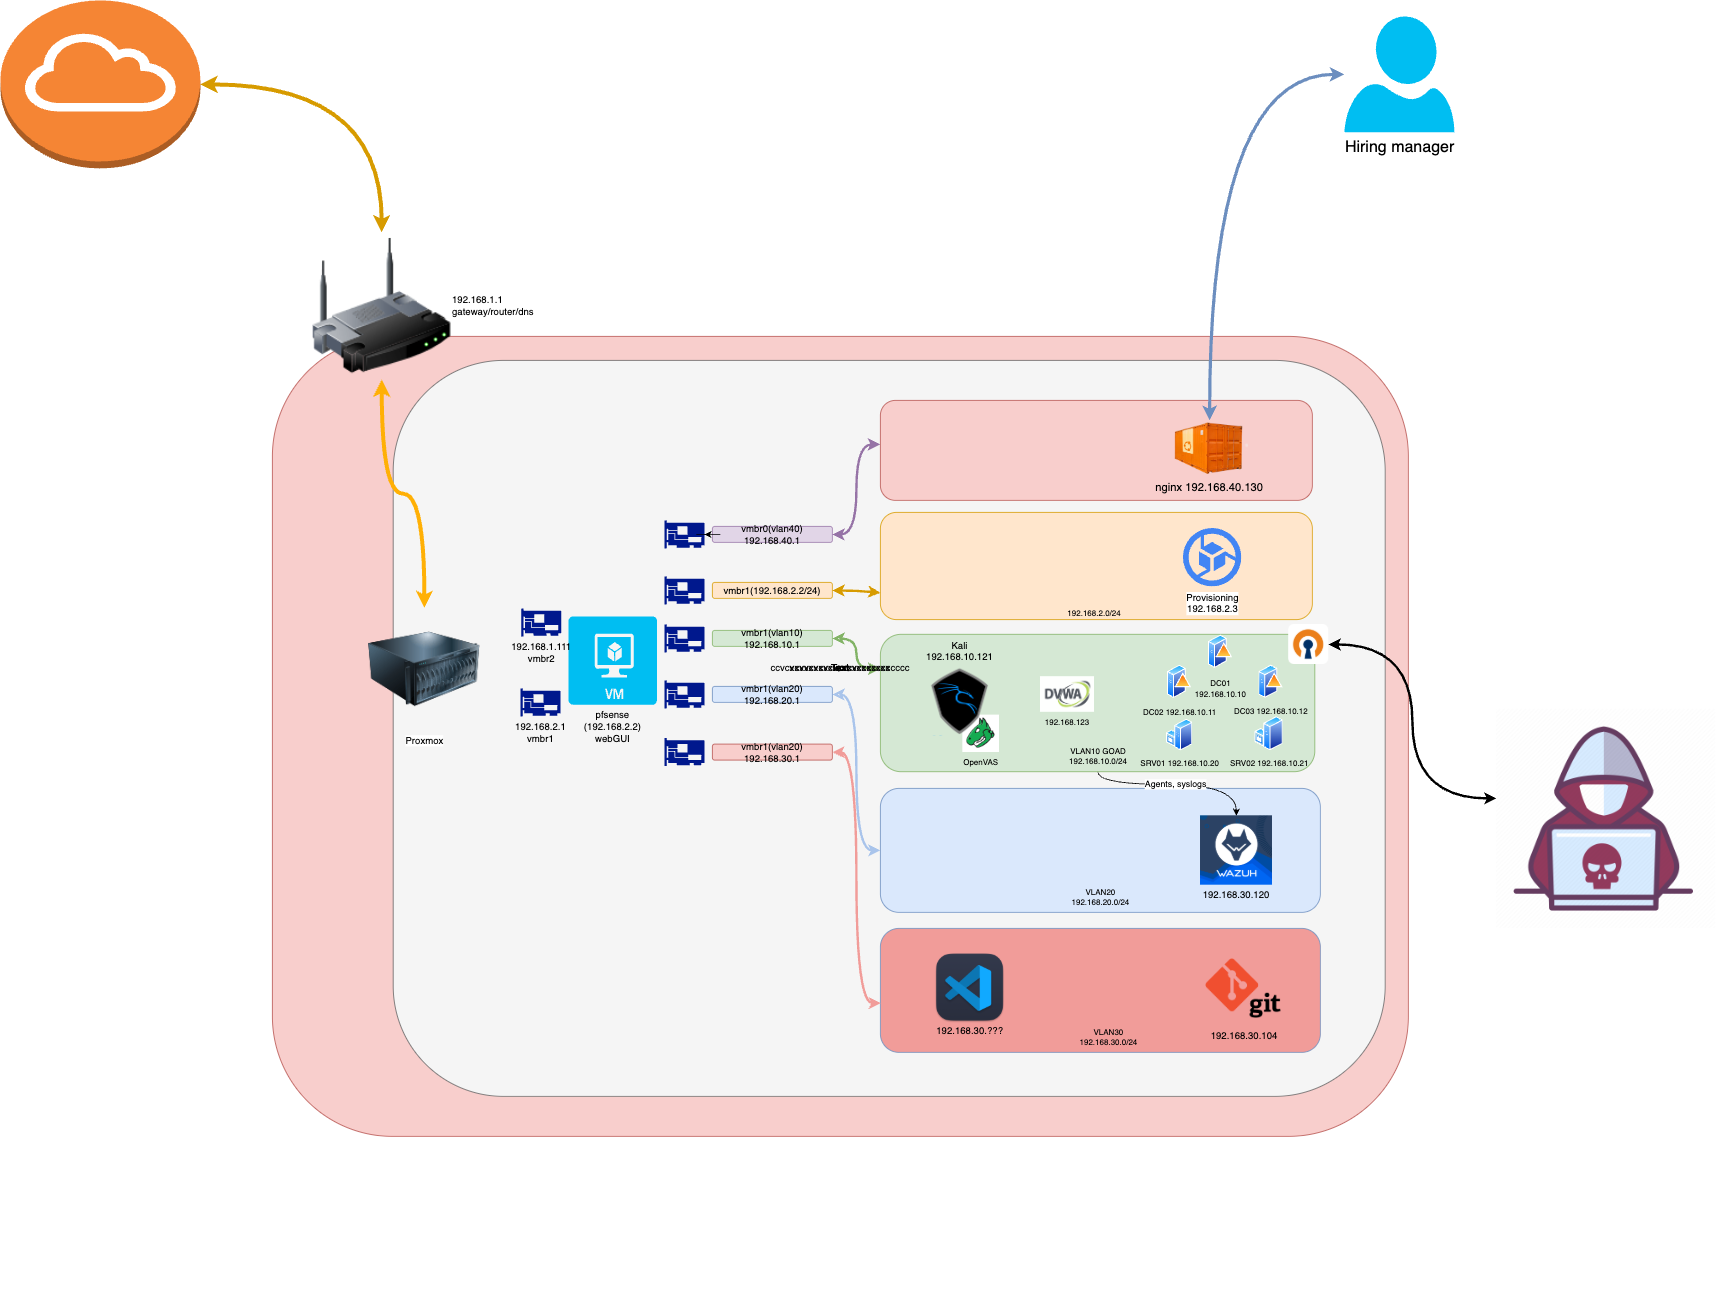 Hiring manager
192.168.1.1
gateway/router/dns
nginx 192.168.40.130
vmbr0(vlan40)
192.168.40.1
vmbr1(192.168.2.2/24)
Provisioning
192.168.2.3
192.168.2.0/24
vmbr1(vlan10)
192.168.10.1
192.168.1.111
vmbr2
VM
pfsense
(192.168.2.2)
webGUI
192.168.2.1
vmbr1
Proxmox
vmbr1(vlan20)
192.168.20.1
vmbr1(vlan20)
192.168.30.1
Text
Kali
192.168.10.121
OpenVAS
DVWA
192.168.123
DC01
192.168.10.10
DC02 192.168.10.11
DC03 192.168.10.12
SRV01 192.168.10.20
SRV02 192.168.10.21
VLAN10 GOAD
192.168.10.0/24
Agents, syslogs
WAZUH
192.168.30.120
VLAN20
192.168.20.0/24
192.168.30.???
git
192.168.30.104
VLAN30
192.168.30.0/24